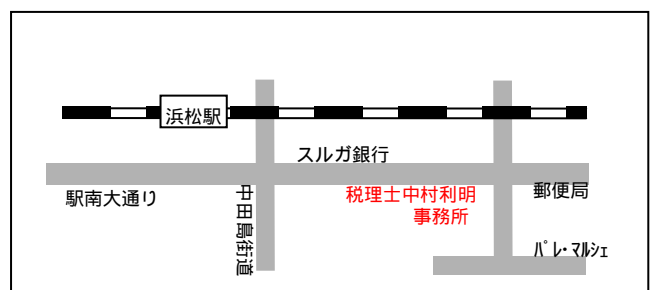 浜松駅
スルガ銀行
駅南大通り
中田島街道
税理士中村利明
事務所
郵便局
パレ・マルシェ